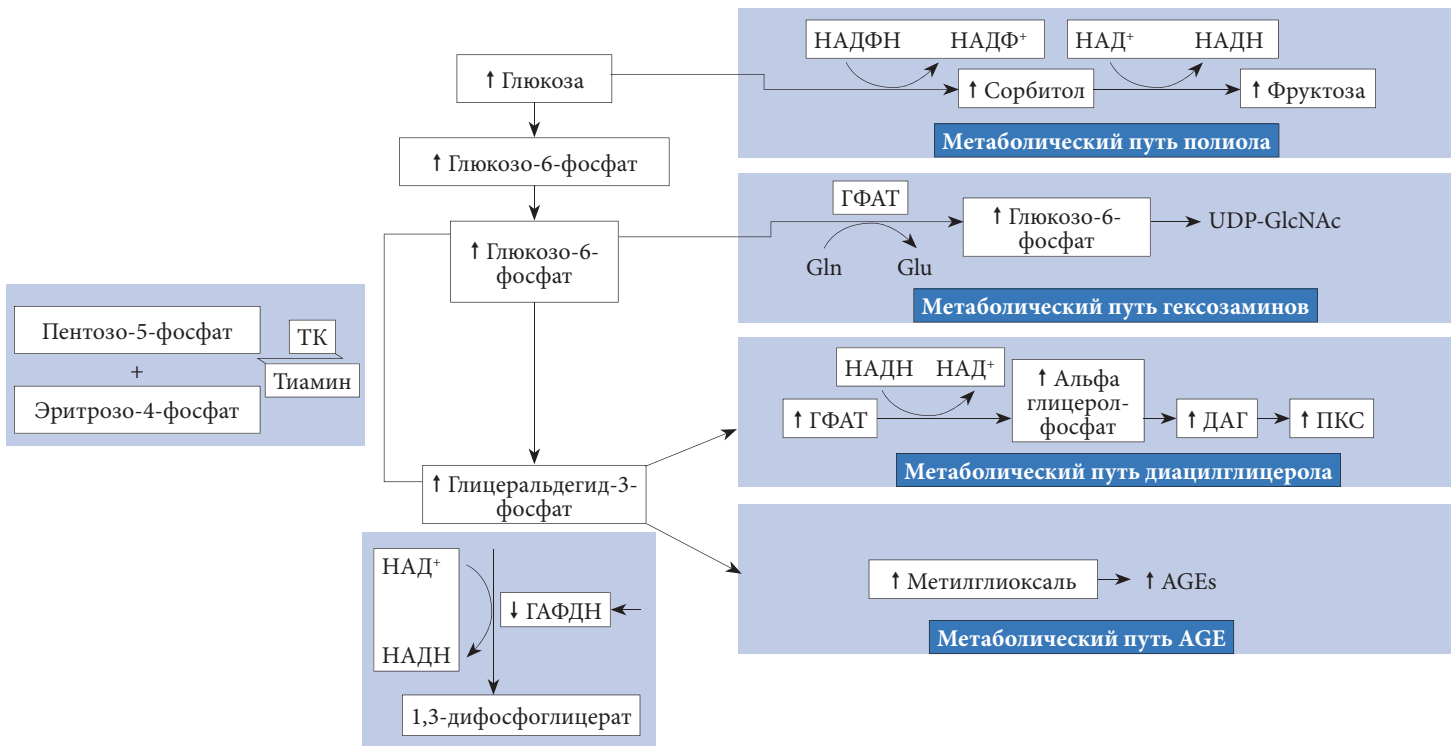 НАДФН НАДФ⁺ НАД⁺ НАДН
↑ Глюкоза
↑ Сорбитол
↑ Фруктоза
Метаболический путь полиола
↑ Глюкозо-6-фосфат
ГФАТ
↑ Глюкозо-6-
фосфат
↑ Глюкозо-6-
фосфат
UDP-GlcNAc
Gln Glu
Метаболический путь гексозаминов
Пентозо-5-фосфат
+
Эритрозо-4-фосфат
ТК
Тиамин
НАДН НАД⁺
↑ ГФАТ
↑ Альфа
глицерол-
фосфат
↑ ДАГ
↑ ПКС
Метаболический путь диацилглицерола
↑ Глицеральдегид-3-
фосфат
НАД⁺
НАДН
↓ ГАФДН
1,3-дифосфоглицерат
↑ Метилглиоксаль
↑ AGEs
Метаболический путь AGE